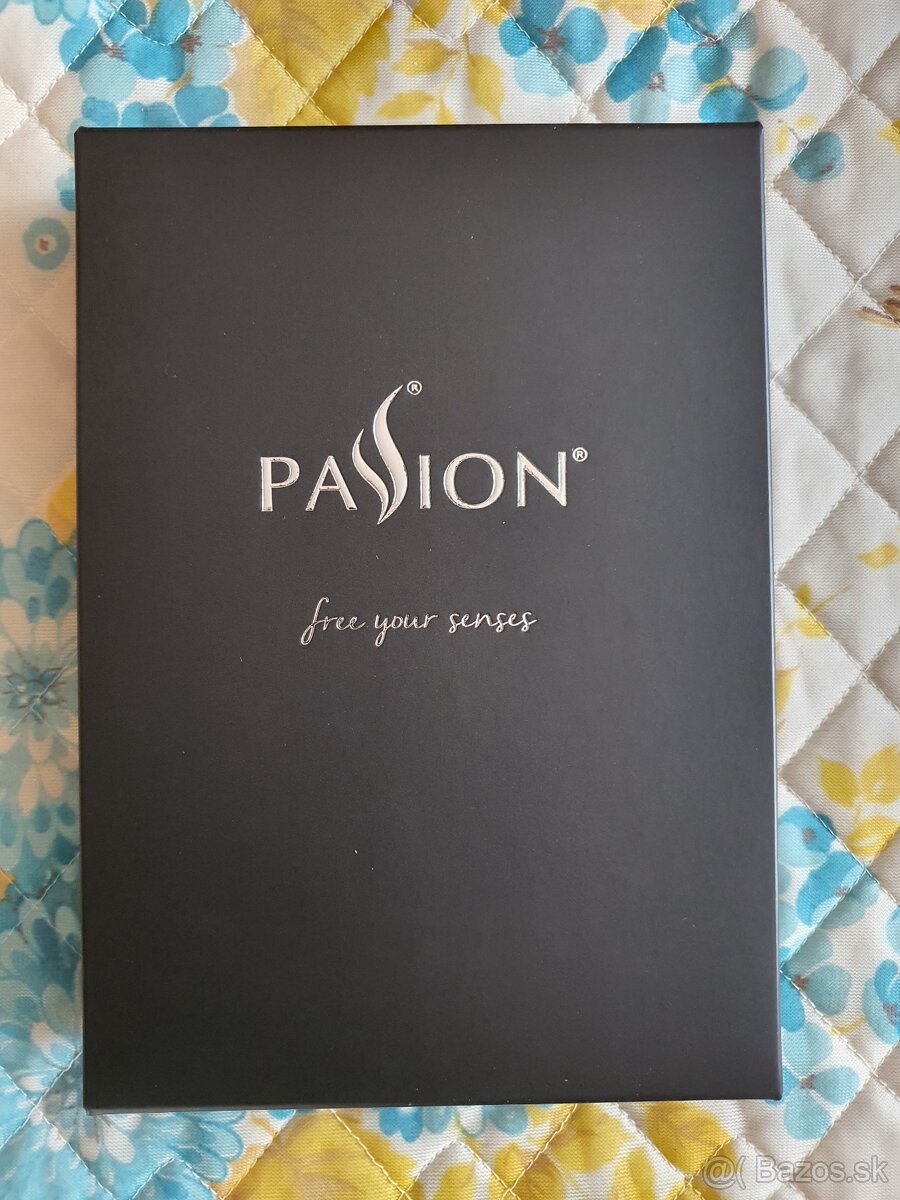 ®
PASSION®
free your senses
@( Bazos.sk